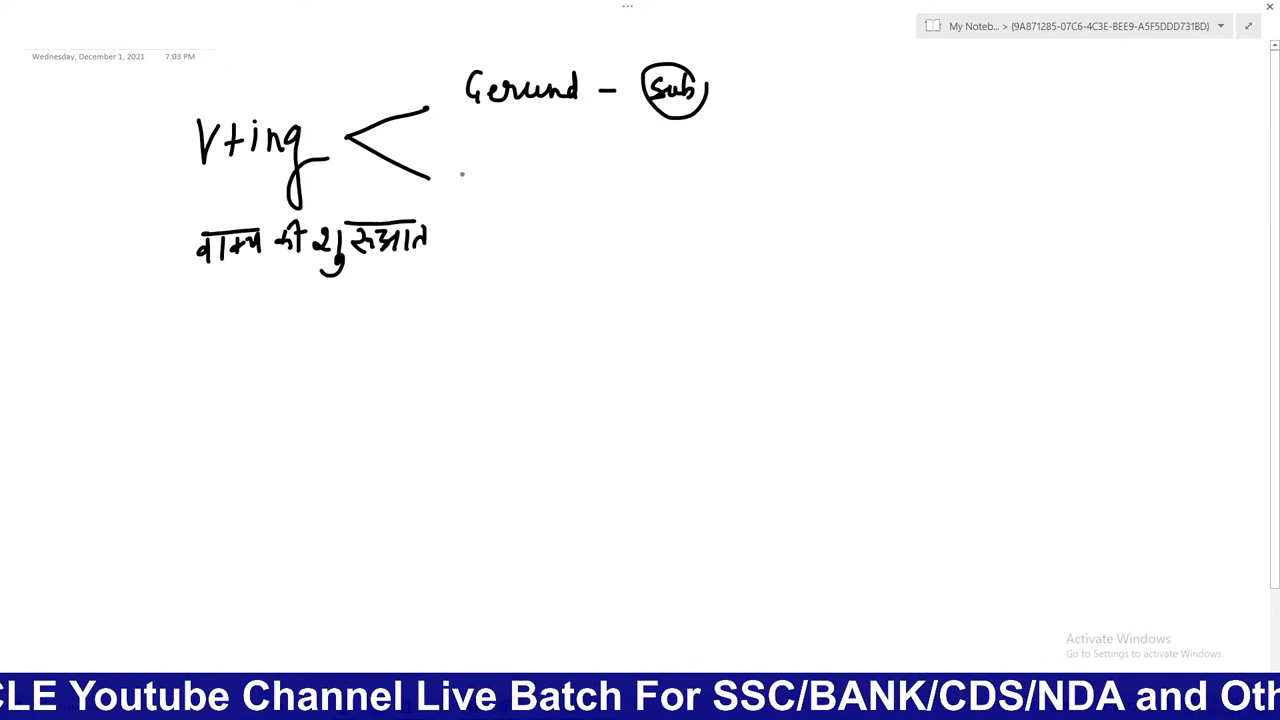 My Noteb... > {9A871285-07C6-4C3E-BEE9-A5F5DDD731BD}
Wednesday, December 1, 2021 7:03 PM
Gerund - Sub
V+ing
वाक्य की शुरूआत
Activate Windows
Go to Settings to activate Windows.
CLE Youtube Channel Live Batch For SSC/BANK/CDS/NDA and Oth